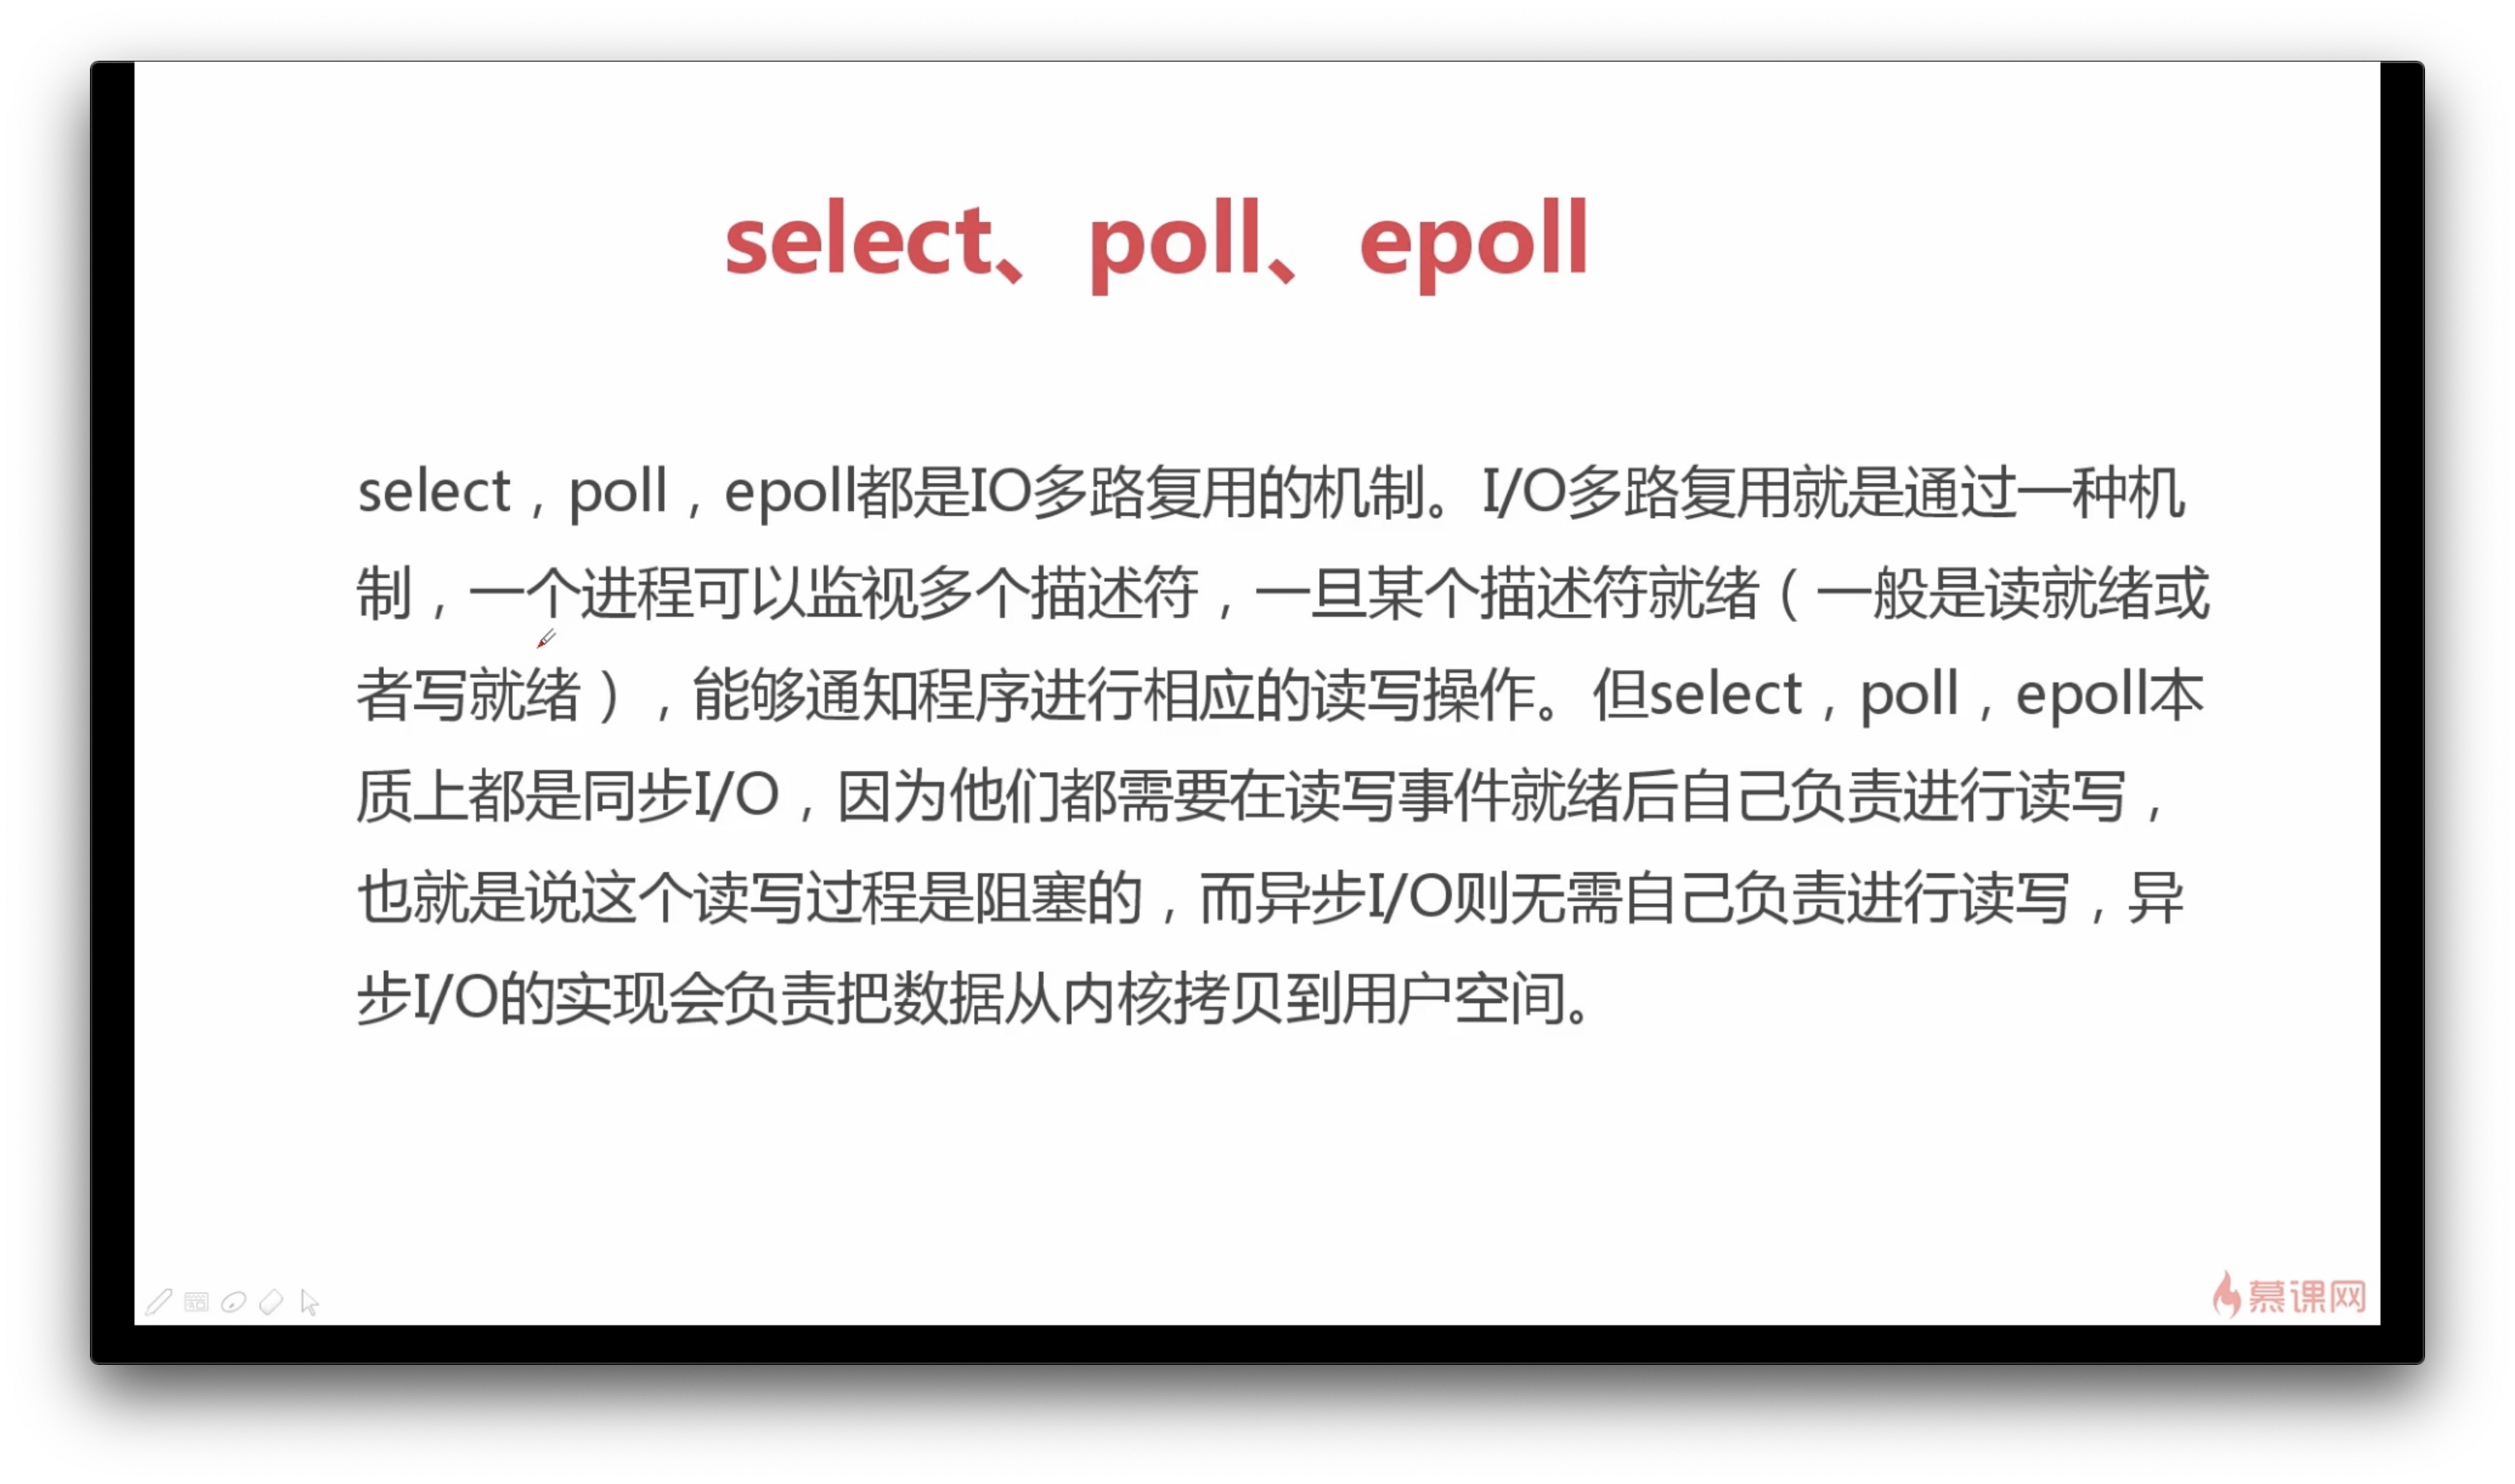 select、poll、epoll
select，poll，epoll都是IO多路复用的机制。I/O多路复用就是通过一种机
制，一个进程可以监视多个描述符，一旦某个描述符就绪（一般是读就绪或
者写就绪），能够通知程序进行相应的读写操作。但select，poll，epoll本
质上都是同步I/O，因为他们都需要在读写事件就绪后自己负责进行读写，
也就是说这个读写过程是阻塞的，而异步I/O则无需自己负责进行读写，异
步I/O的实现会负责把数据从内核拷贝到用户空间。
慕课网